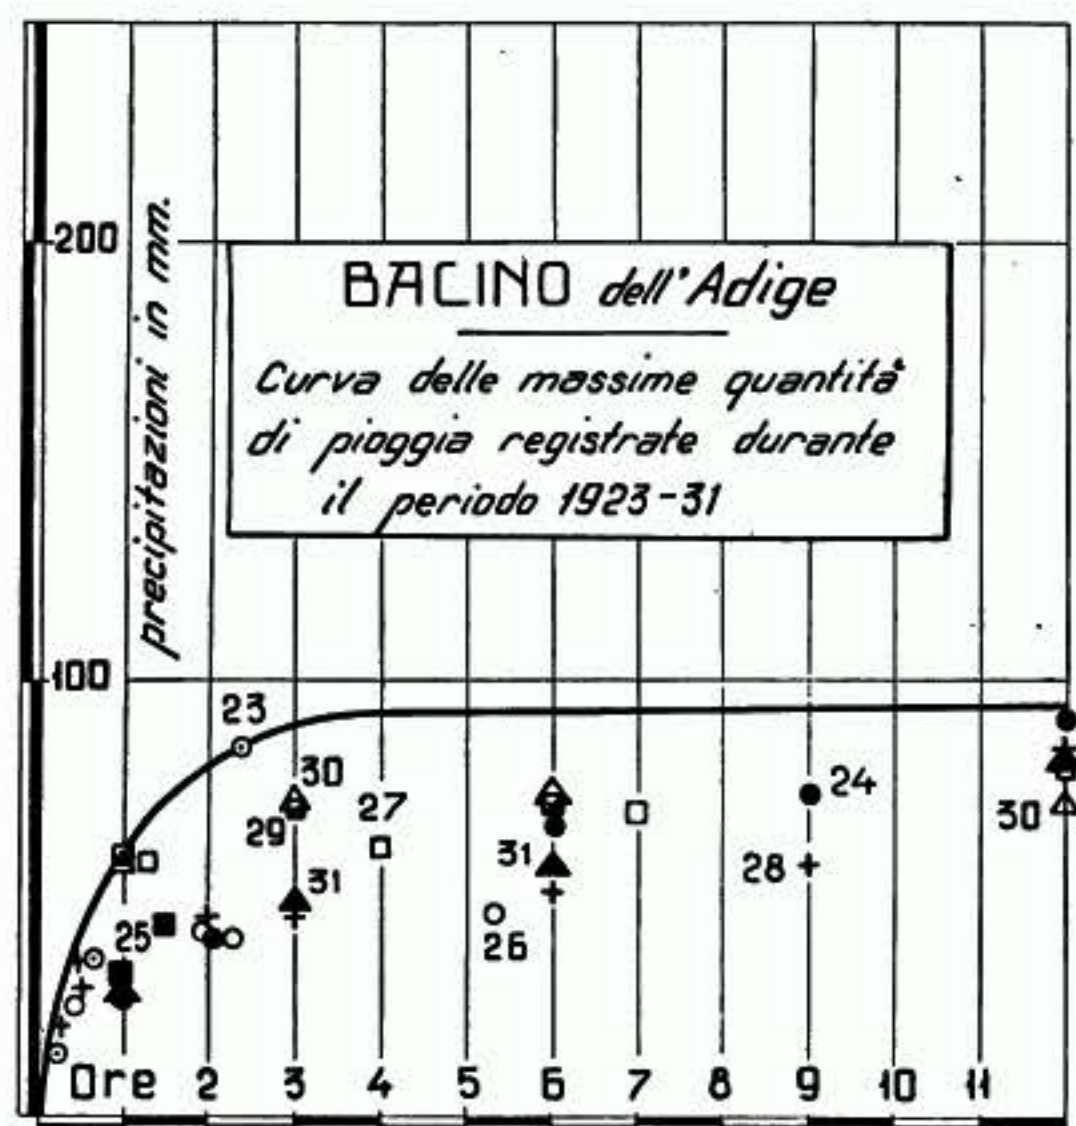 200
precipitazioni in mm.
BACINO dell'Adige
Curva delle massime quantità
di pioggia registrate durante
il periodo 1923-31
100
23
30
27
29
24
30
31
31
28
25
26
Ore 2 3 4 5 6 7 8 9 10 11